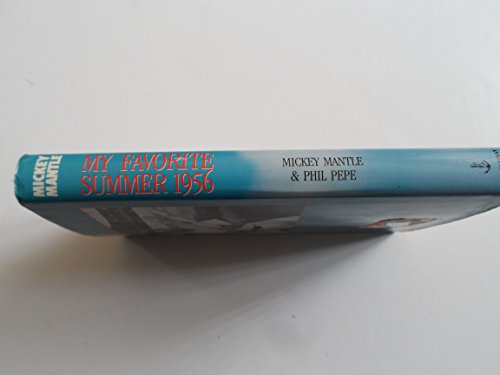 MICKEY
MANTLE
MY FAVORITE
SUMMER 1956
MICKEY MANTLE
& PHIL PEPE